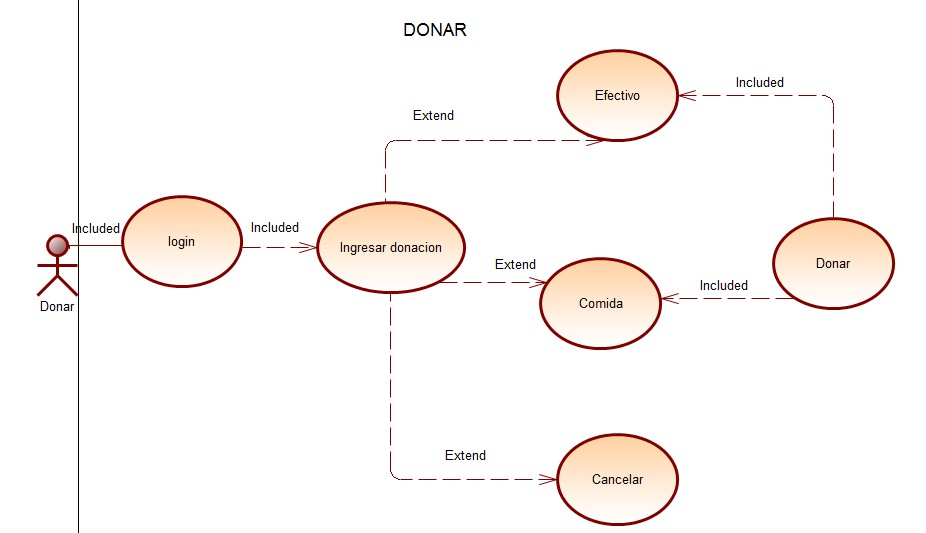 DONAR
Efectivo
Included
Extend
Included
login
Included
Ingresar donacion
Extend
Donar
Included
Comida
Donar
Extend
Cancelar